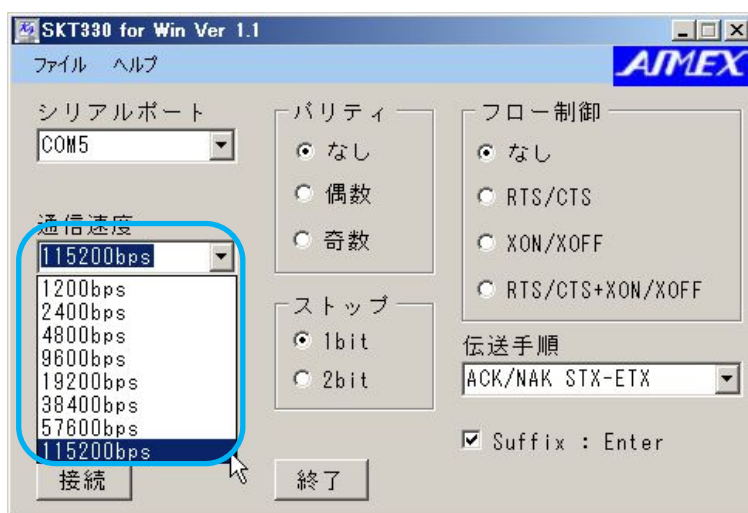 SKT330 for Win Ver 1.1
ファイル ヘルプ
AIMEX
シリアルポート
COM5
通信速度
115200bps
1200bps
2400bps
4800bps
9600bps
19200bps
38400bps
57600bps
115200bps
接続
パリティ
なし
偶数
奇数
ストップ
1bit
2bit
終了
フロー制御
なし
RTS/CTS
XON/XOFF
RTS/CTS+XON/XOFF
伝送手順
ACK/NAK STX-ETX
Suffix : Enter